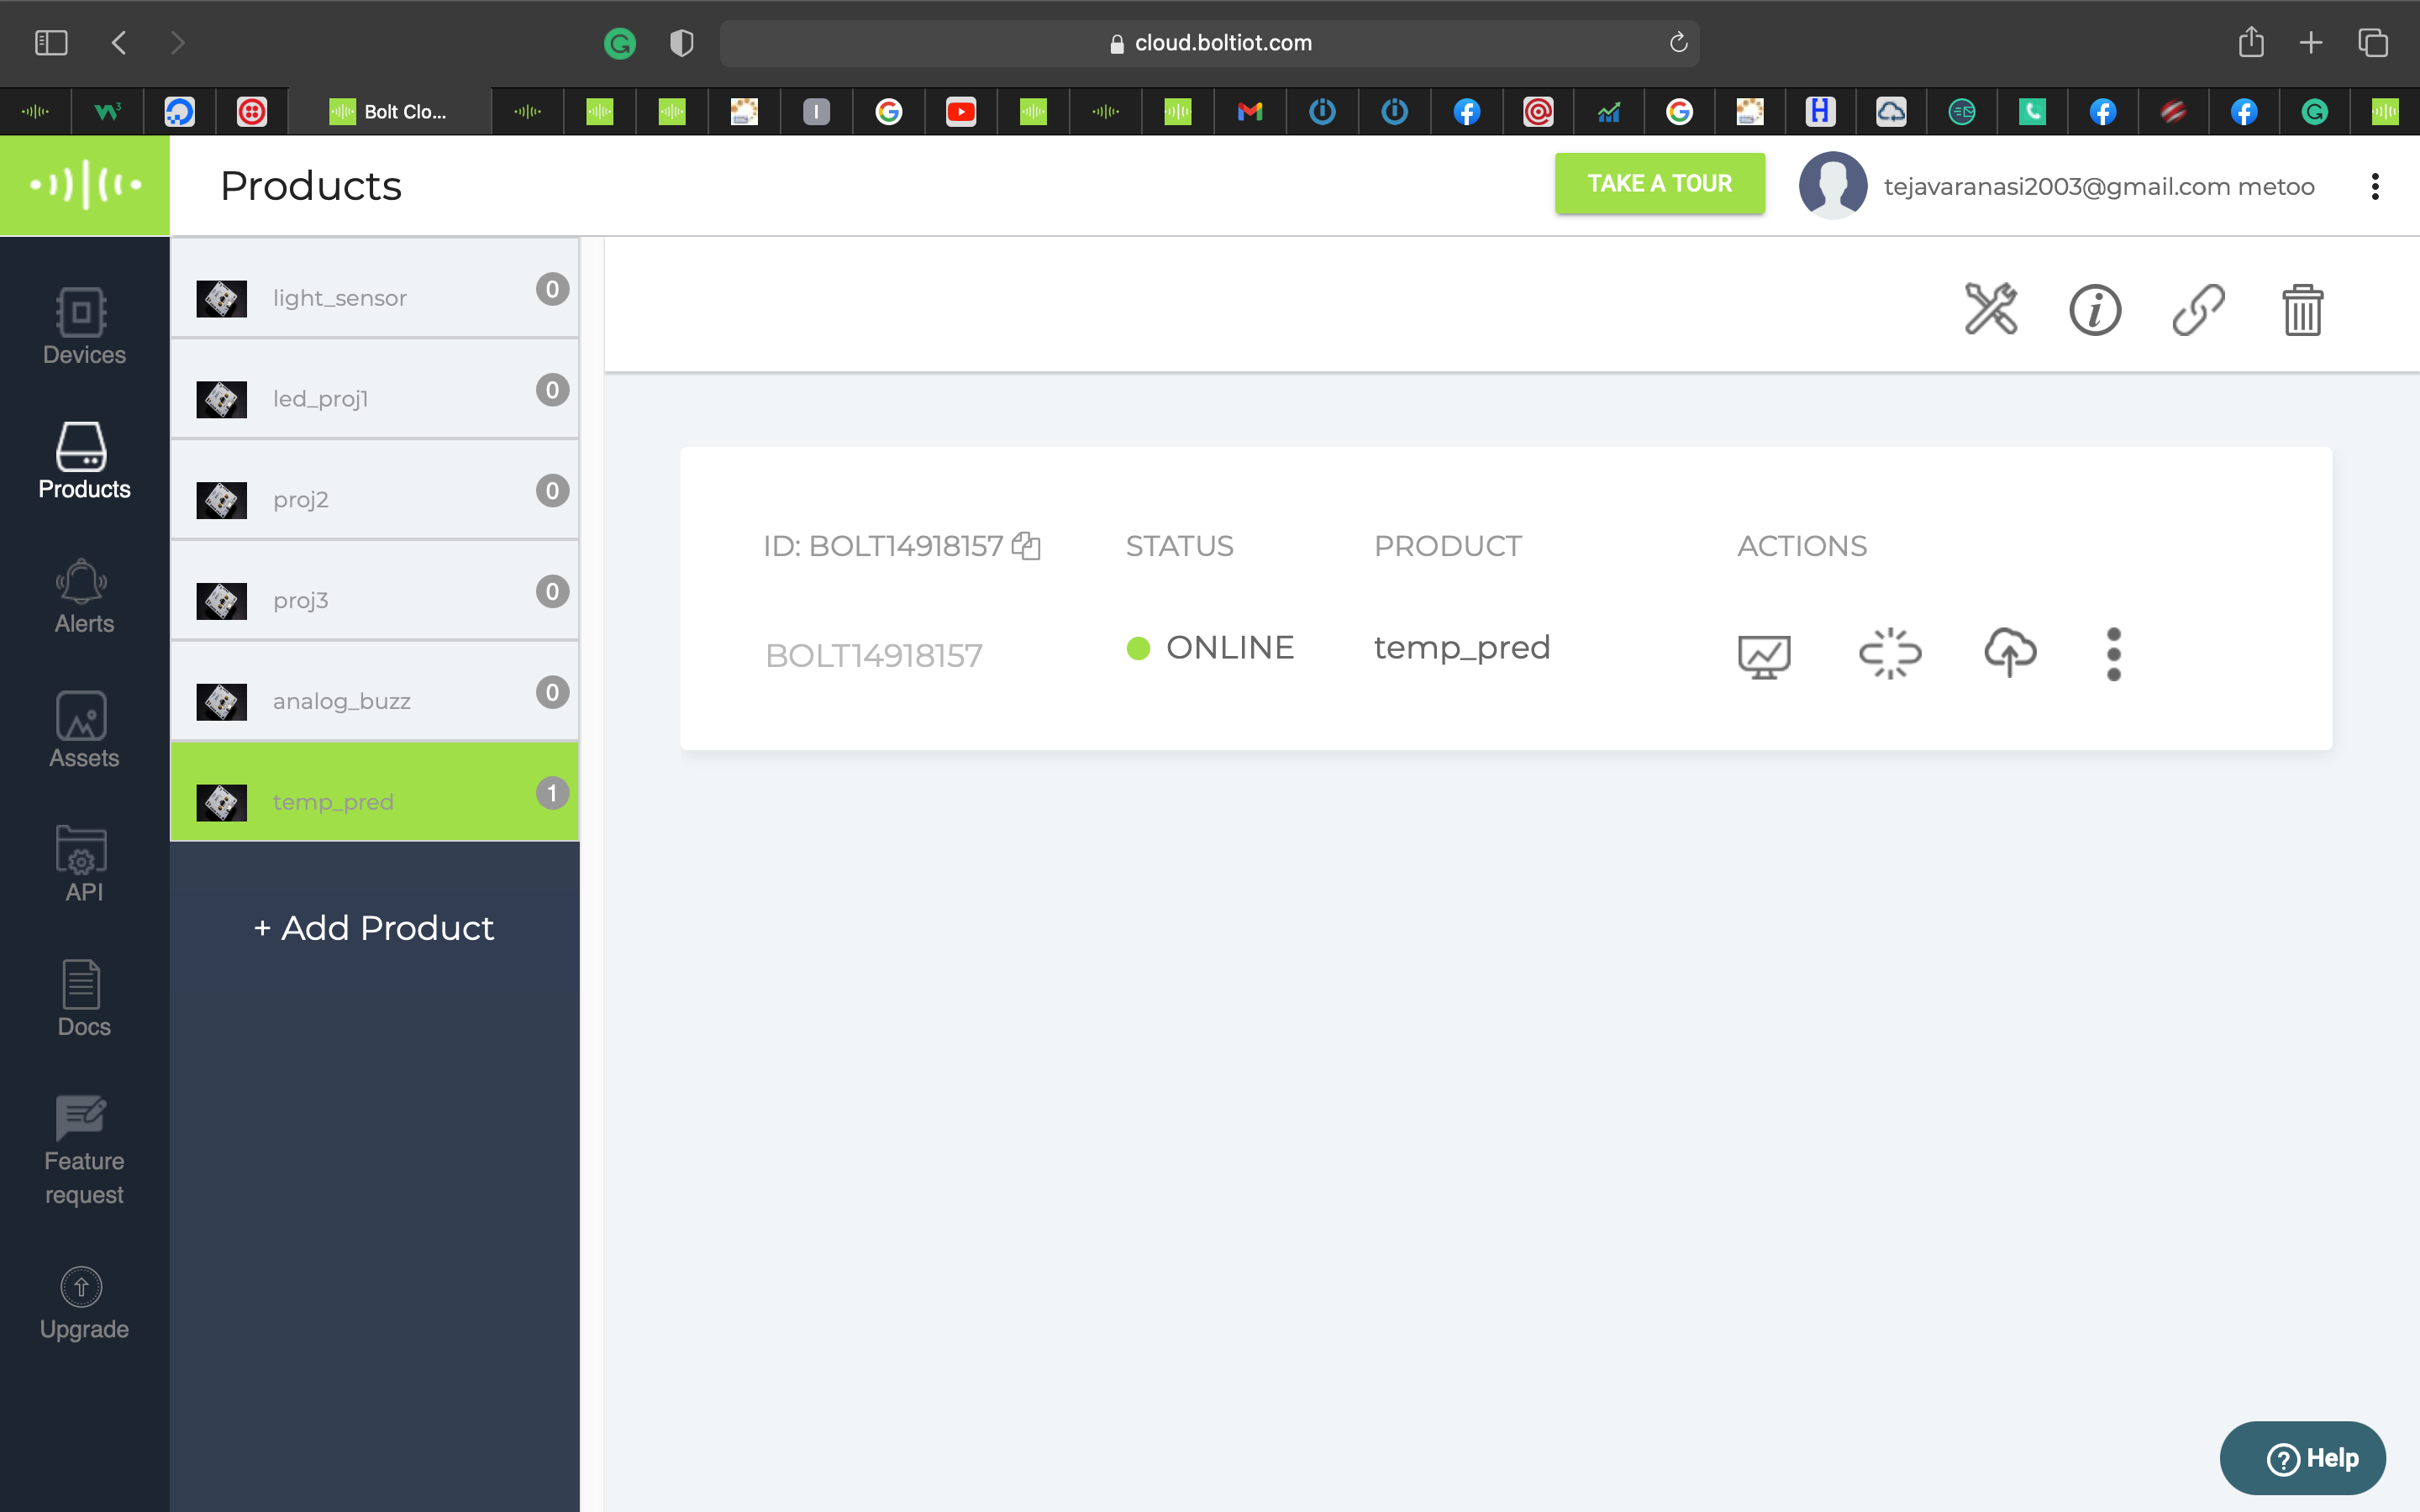 cloud.boltiot.com
Bolt Clo...
Products
TAKE A TOUR
tejavaranasi2003@gmail.com metoo
Devices
Products
Alerts
Assets
API
Docs
Feature
request
Upgrade
light_sensor 0
led_proj1 0
proj2 0
proj3 0
analog_buzz 0
temp_pred 1
+ Add Product
ID: BOLT14918157 STATUS PRODUCT ACTIONS
BOLT14918157 ONLINE temp_pred
Help